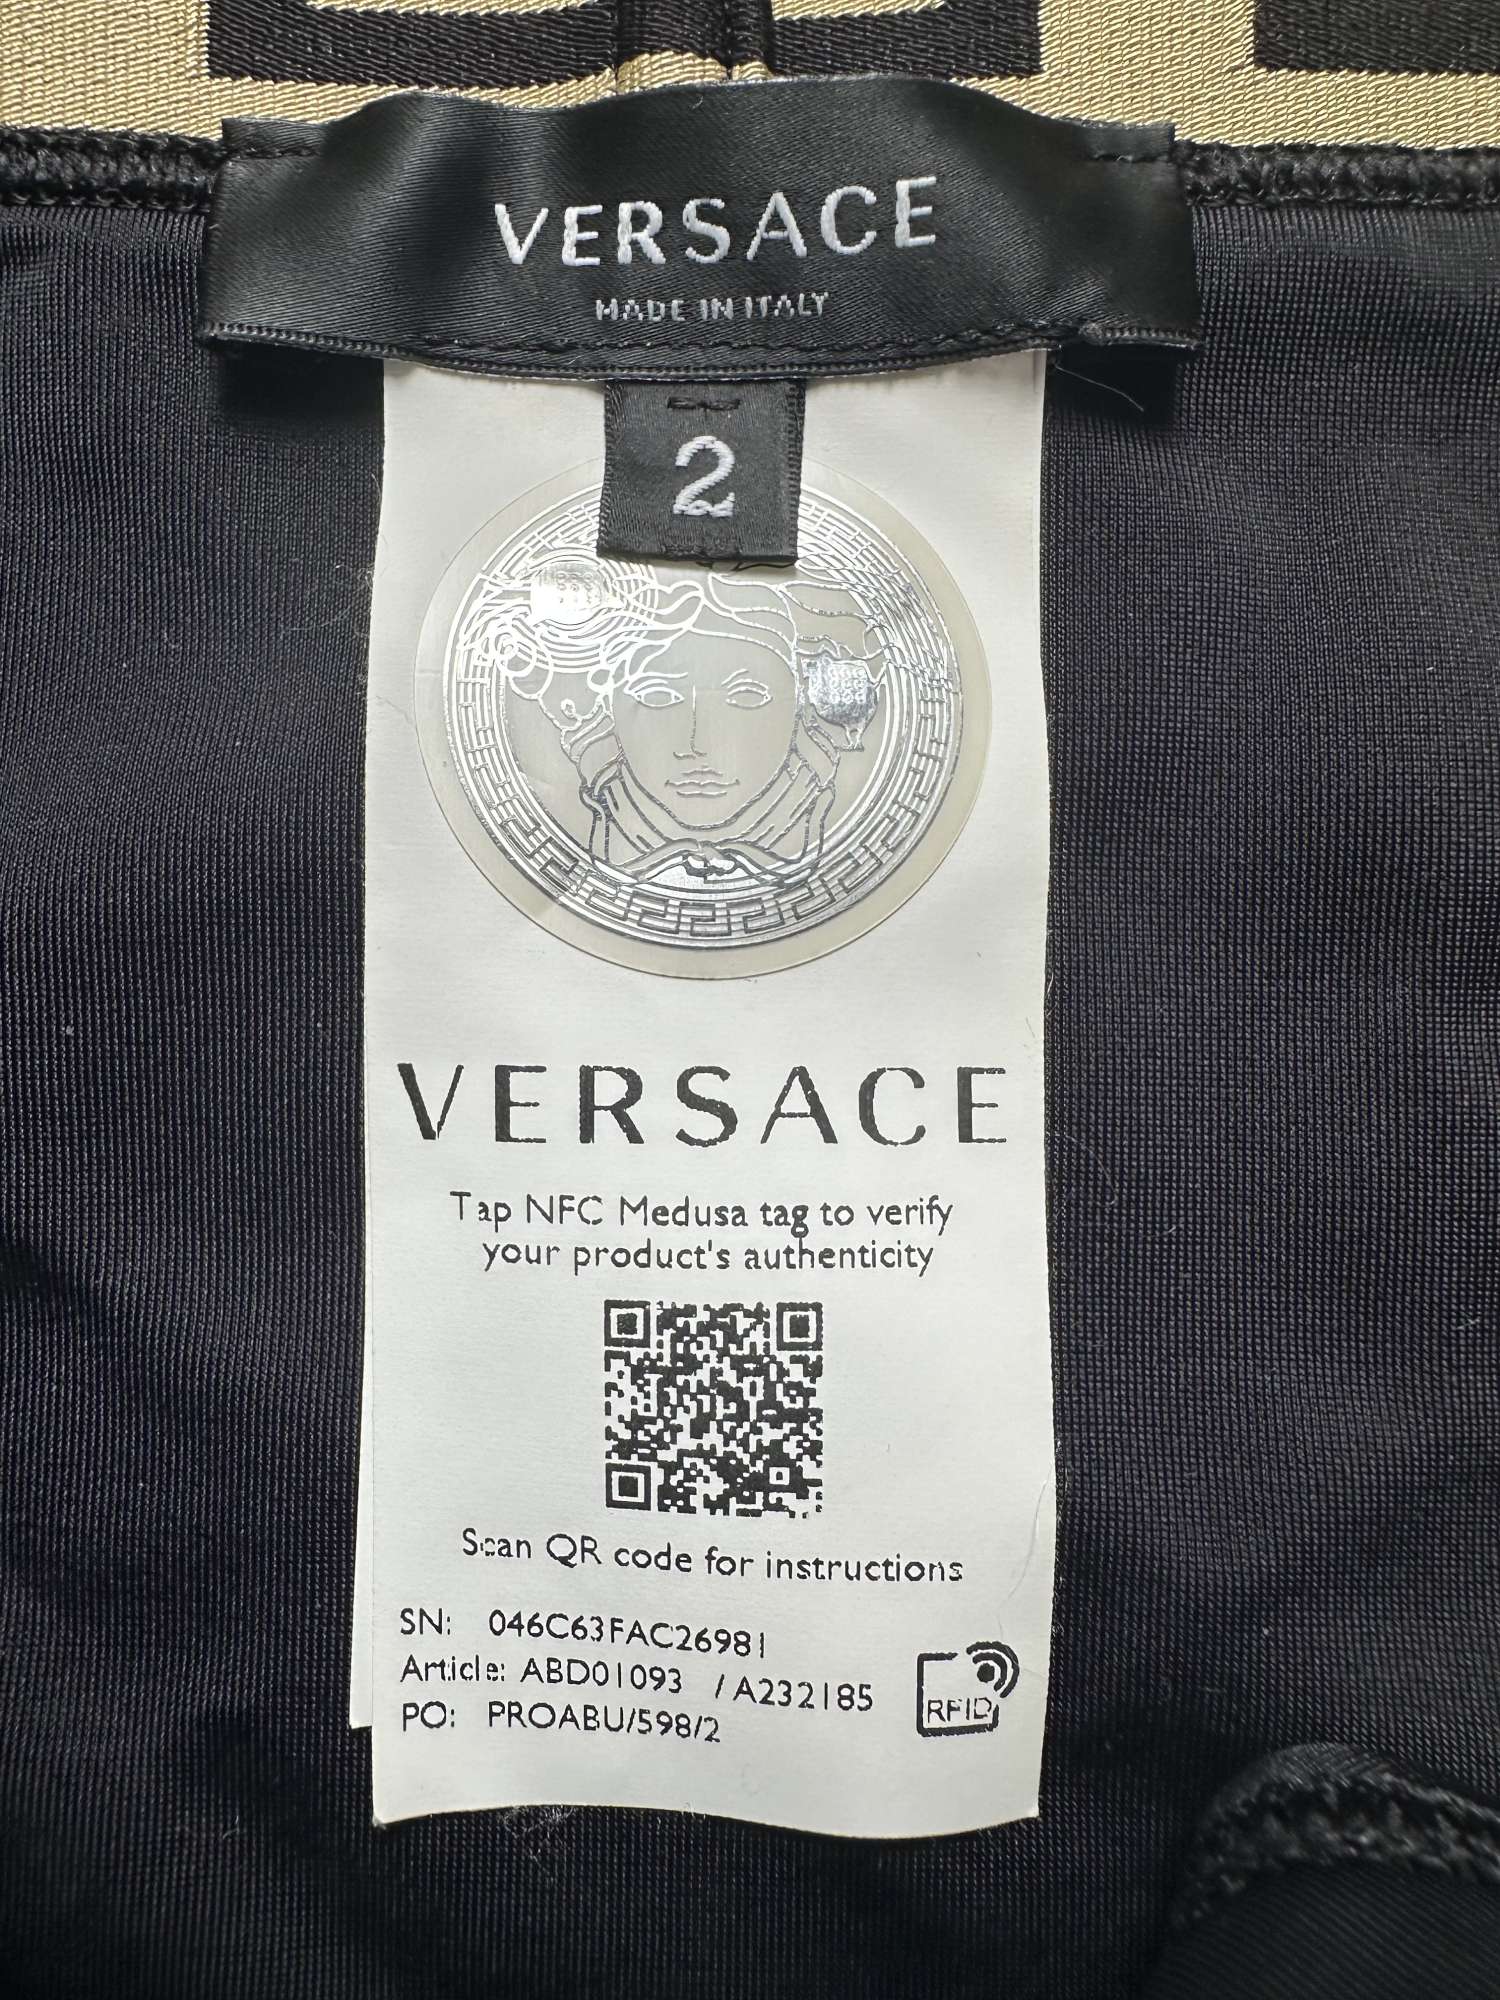 VERSACE
MADE IN ITALY
2
VERSACE
Tap NFC Medusa tag to verify
your product's authenticity
Scan QR code for instructions
SN: 046C63FAC26981
Article: ABD01093 /A232185
PO: PROABU/598/2
RFID